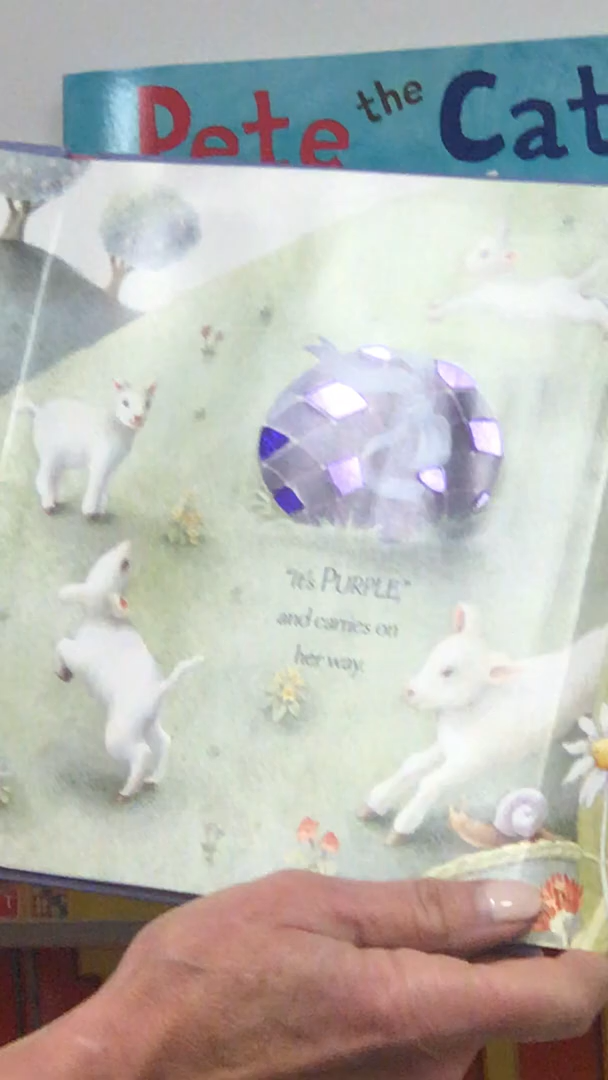 Pete the Cat
"It's PURPLE,"
and carries on
her way.